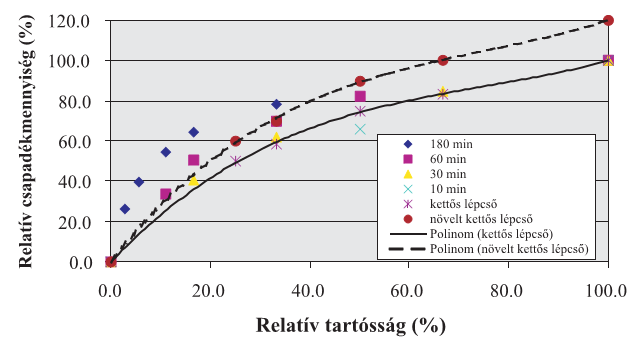 Relatív csapadékmennyiség (%)
120.0
100.0
80.0
60.0
40.0
20.0
0.0
180 min
60 min
30 min
10 min
kettős lépcső
növelt kettős lépcső
Polinom (kettős lépcső)
Polinom (növelt kettős lépcső)
0.0 20.0 40.0 60.0 80.0 100.0
Relatív tartósság (%)